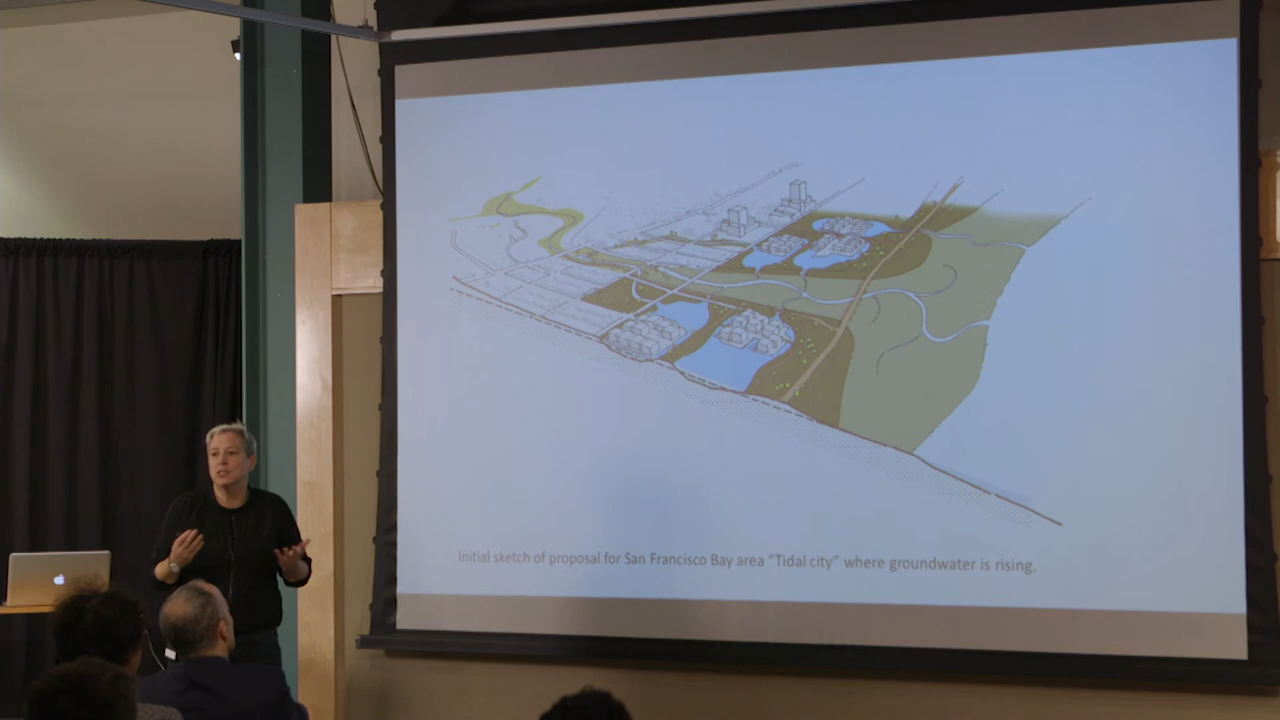 Initial sketch of proposal for San Francisco Bay area “Tidal city” where groundwater is rising.